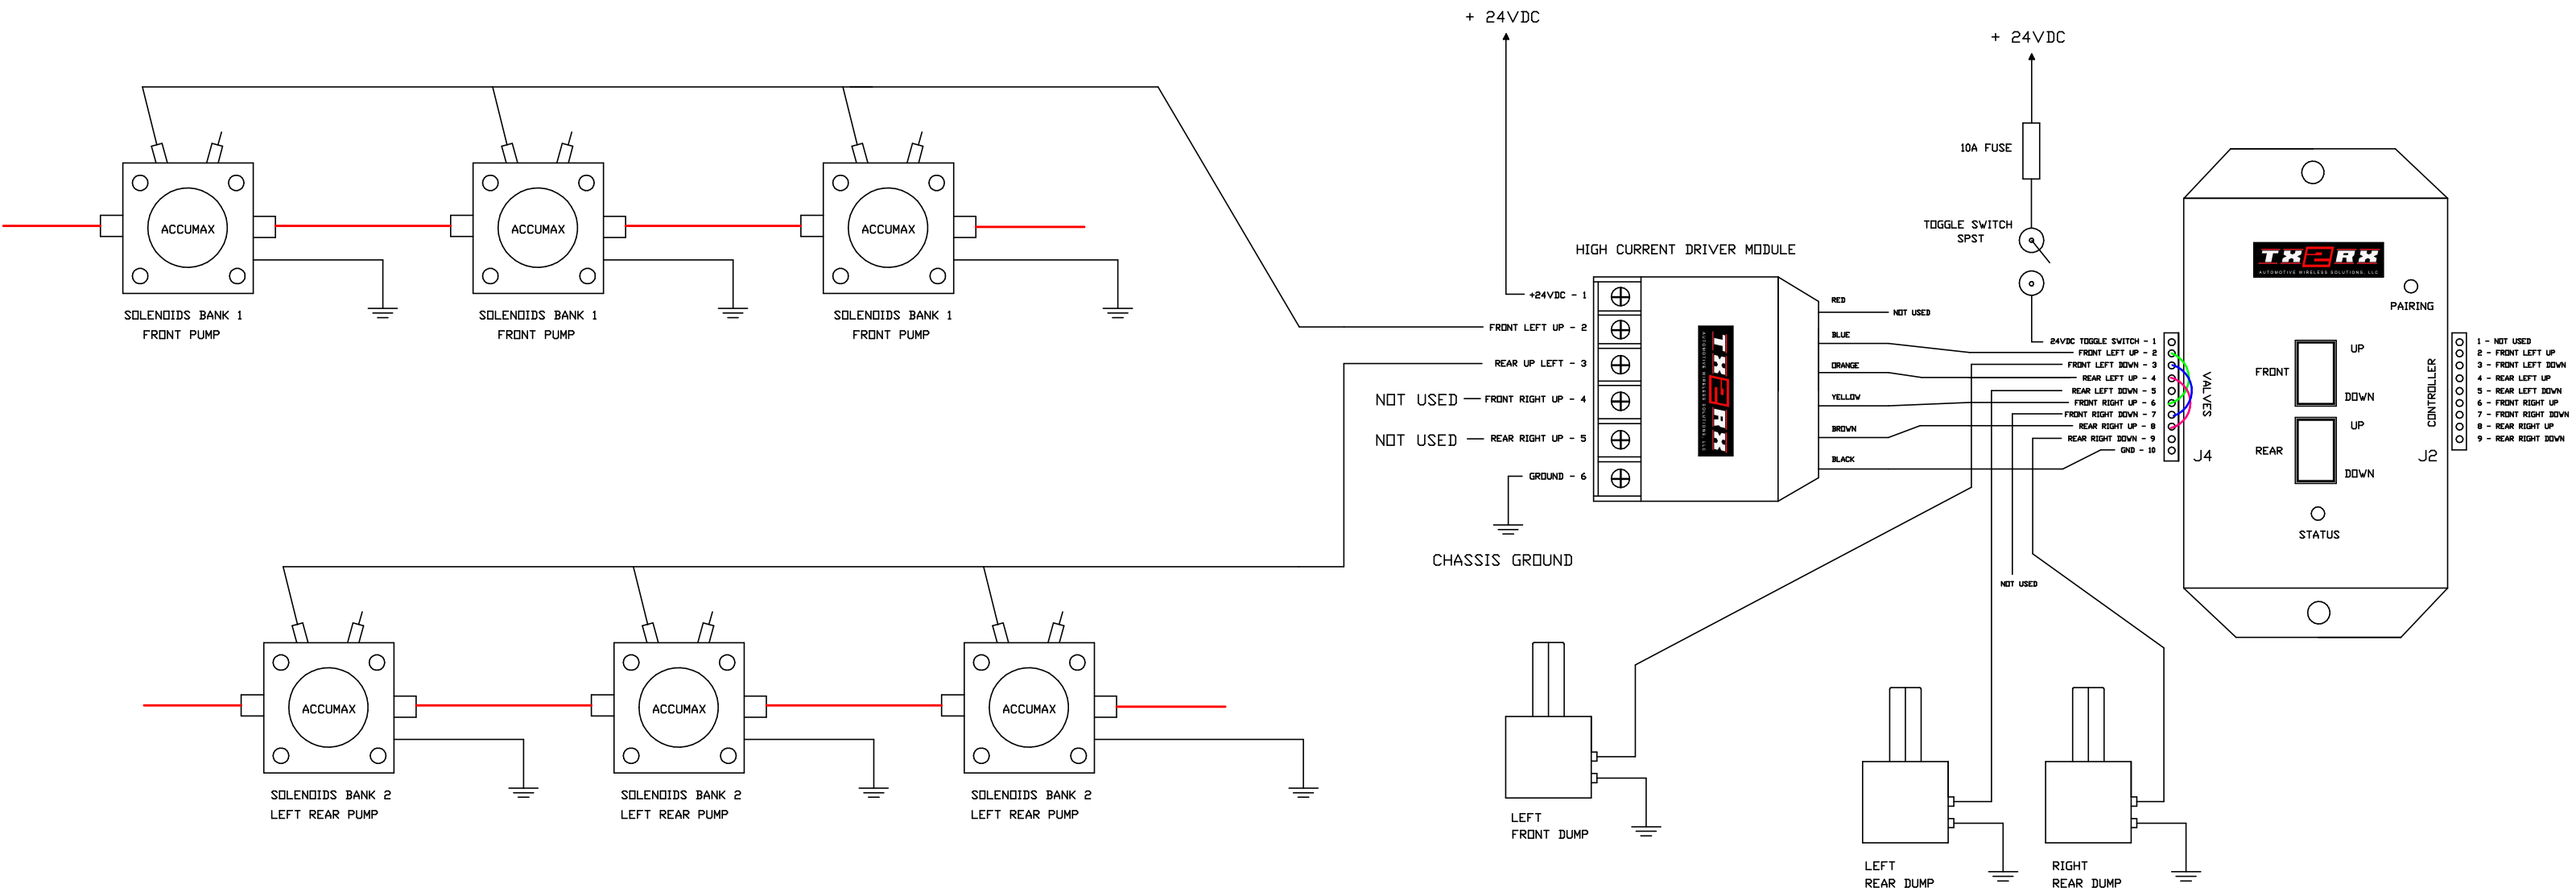 + 24VDC
+ 24VDC
10A FUSE
TOGGLE SWITCH
SPST
HIGH CURRENT DRIVER MODULE
ACCUMAX
ACCUMAX
ACCUMAX
SOLENOIDS BANK 1
FRONT PUMP
SOLENOIDS BANK 1
FRONT PUMP
SOLENOIDS BANK 1
FRONT PUMP
+24VDC - 1
FRONT LEFT UP - 2
REAR UP LEFT - 3
NOT USED
FRONT RIGHT UP - 4
NOT USED
REAR RIGHT UP - 5
GROUND - 6
CHASSIS GROUND
TX2RX
AUTOMOTIVE WIRELESS SOLUTIONS, LLC
RED
NOT USED
BLUE
ORANGE
YELLOW
BROWN
BLACK
24VDC TOGGLE SWITCH - 1
FRONT LEFT UP - 2
FRONT LEFT DOWN - 3
REAR LEFT UP - 4
REAR LEFT DOWN - 5
FRONT RIGHT UP - 6
FRONT RIGHT DOWN - 7
REAR RIGHT UP - 8
REAR RIGHT DOWN - 9
GND - 10
NOT USED
VALVES
J4
TX2RX
AUTOMOTIVE WIRELESS SOLUTIONS, LLC
PAIRING
FRONT
UP
DOWN
REAR
UP
DOWN
STATUS
CONTROLLER
J2
1 - NOT USED
2 - FRONT LEFT UP
3 - FRONT LEFT DOWN
4 - REAR LEFT UP
5 - REAR LEFT DOWN
6 - FRONT RIGHT UP
7 - FRONT RIGHT DOWN
8 - REAR RIGHT UP
9 - REAR RIGHT DOWN
ACCUMAX
ACCUMAX
ACCUMAX
SOLENOIDS BANK 2
LEFT REAR PUMP
SOLENOIDS BANK 2
LEFT REAR PUMP
SOLENOIDS BANK 2
LEFT REAR PUMP
LEFT
FRONT DUMP
LEFT
REAR DUMP
RIGHT
REAR DUMP